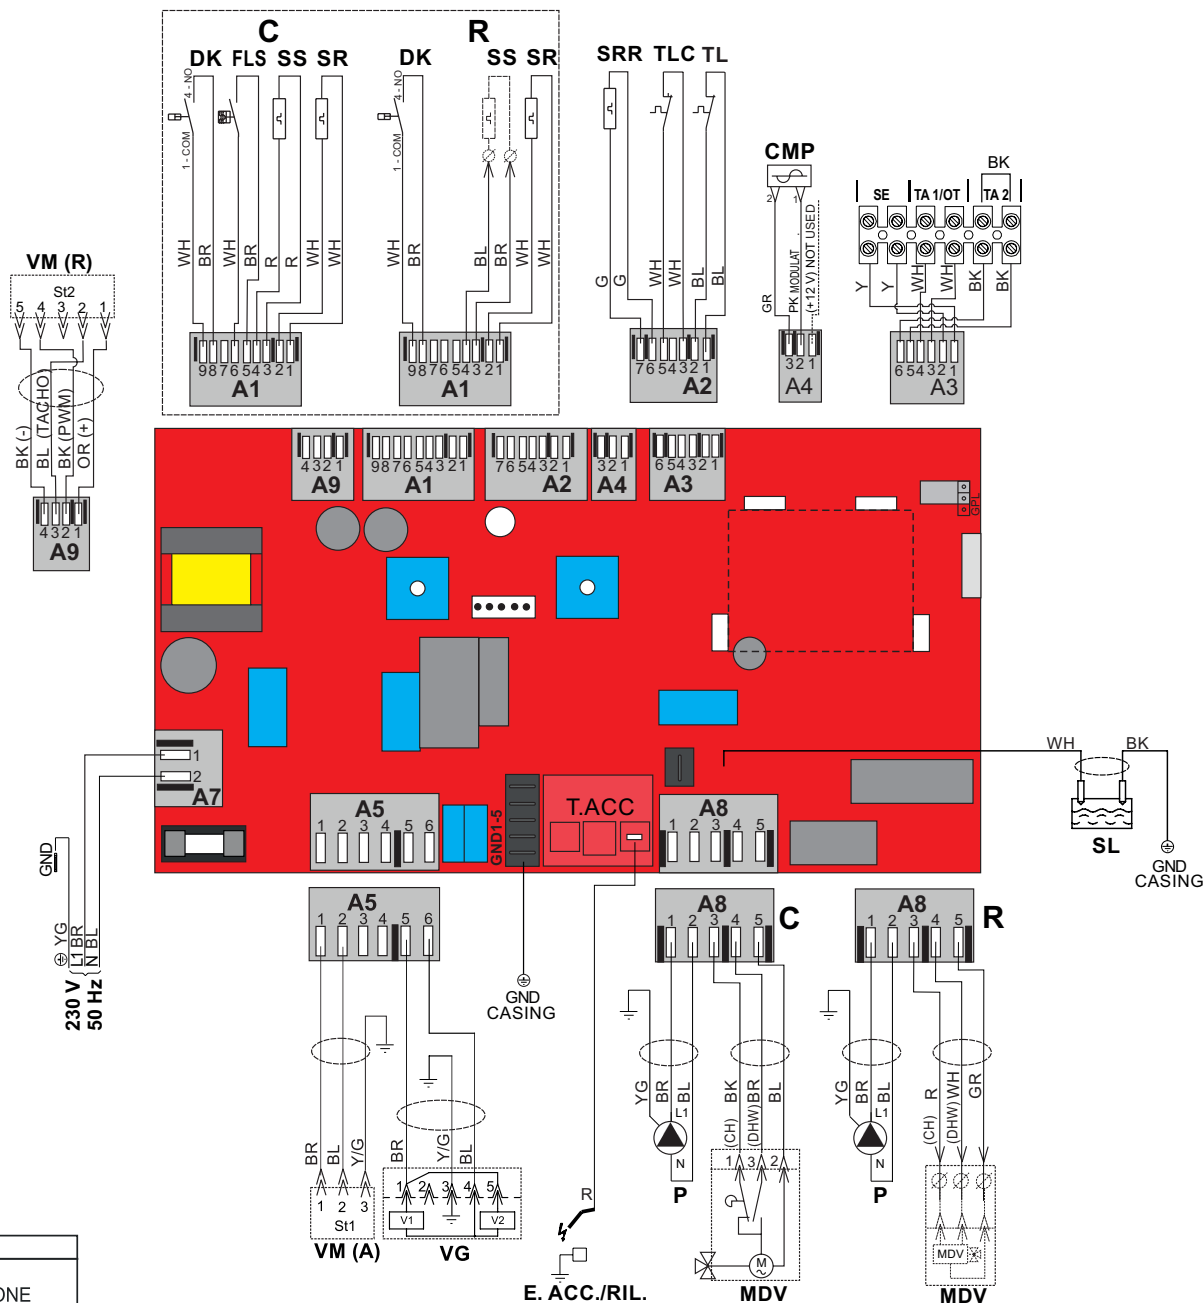 C R
DK FLS SS SR DK SS SR SRR TLC TL
4 - NO 4 - NO
1 - COM 1 - COM
CMP
2 1
BK
SE TA 1/OT TA 2
WH BR WH BR R R WH WH
WH BR BL BR WH WH
G G WH WH BL BL
GR PK MODULAT (+12 V) NOT USED
Y Y WH WH BK BK
VM (R)
St2
5 4 3 2 1
9 8 7 6 5 4 3 2 1
A1
9 8 7 6 5 4 3 2 1
A1
7 6 5 4 3 2 1
A2
3 2 1
A4
6 5 4 3 2 1
A3
BK (-) BL (TACHO) BK (PWM) OR (+)
4 3 2 1
A9
4 3 2 1
A9
9 8 7 6 5 4 3 2 1
A1
7 6 5 4 3 2 1
A2
3 2 1
A4
6 5 4 3 2 1
A3
GPL
1
2
A7
WH BK
SL
GND
CASING
A5
1 2 3 4 5 6
GND1-5
T.ACC
A8
1 2 3 4 5
GND
YG
L1 BR
N BL
230 V
50 Hz
A5
1 2 3 4 5 6
GND
CASING
A8 C
1 2 3 4 5
A8 R
1 2 3 4 5
BR BL Y/G
1 2 3
St1
VM (A)
BR Y/G BL
1 2 3 4 5
V1 V2
VG
R
E. ACC./RIL.
YG BR BL
L1
N
P
(CH) BK (DHW) BR BL
1 3 2
M
~
MDV
YG BR BL
L1
N
P
(CH) R (DHW) WH GR
MDV
MDV
ONE